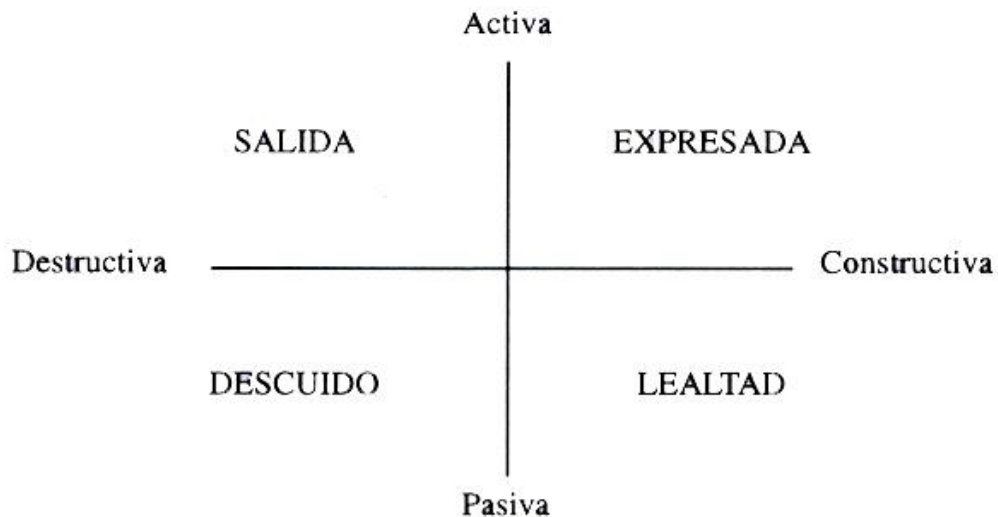 Activa
SALIDA EXPRESADA
Destructiva Constructiva
DESCUIDO LEALTAD
Pasiva